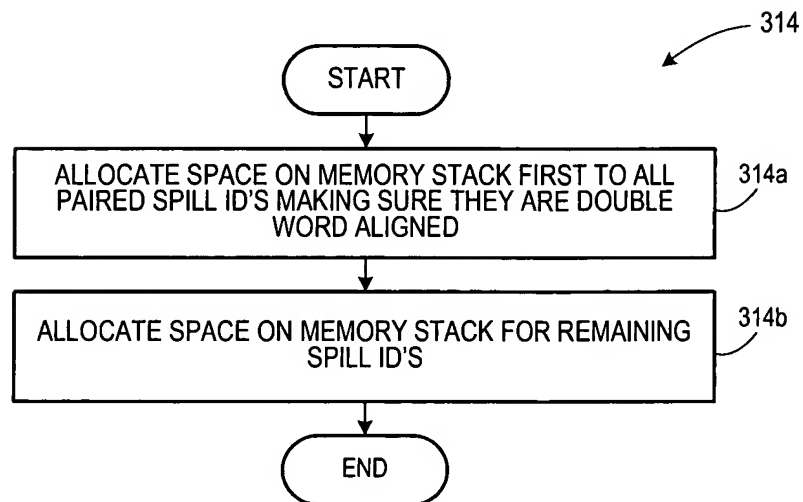 314
START
ALLOCATE SPACE ON MEMORY STACK FIRST TO ALL
PAIRED SPILL ID'S MAKING SURE THEY ARE DOUBLE
WORD ALIGNED
314a
ALLOCATE SPACE ON MEMORY STACK FOR REMAINING
SPILL ID'S
314b
END